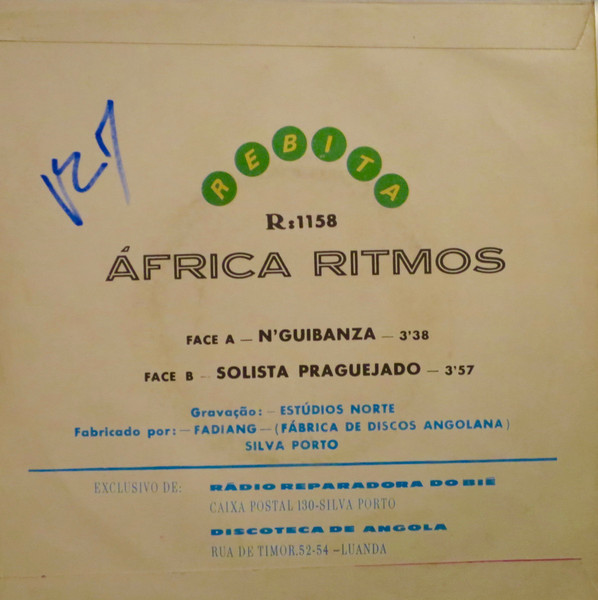 REBITA
R:1158
ÁFRICA RITMOS
FACE A — N'GUIBANZA — 3'38
FACE B — SOLISTA PRAGUEJADO — 3'57
Gravação: — ESTÚDIOS NORTE
Fabricado por: — FADIANG — (FÁBRICA DE DISCOS ANGOLANA)
SILVA PORTO
EXCLUSIVO DE: RÁDIO REPARADORA DO BIÉ
CAIXA POSTAL 130-SILVA PORTO
DISCOTECA DE ANGOLA
RUA DE TIMOR, 52-54 – LUANDA